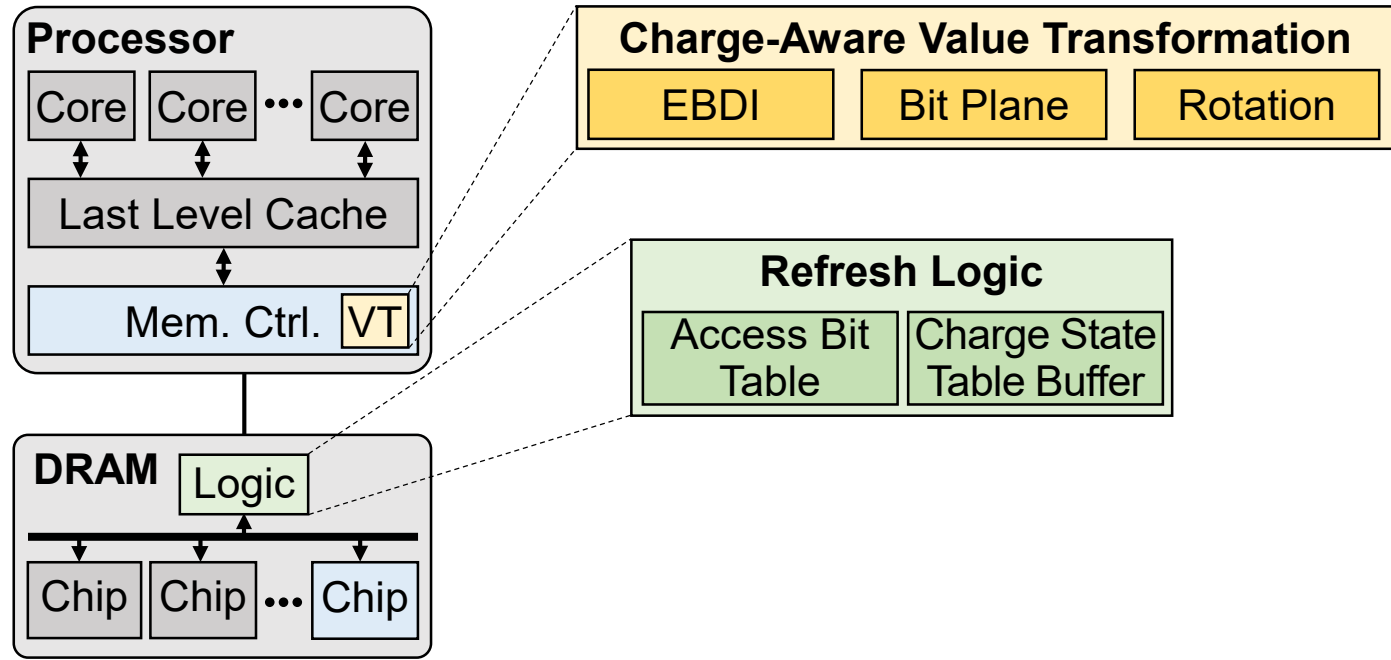 Processor
Core Core ••• Core
Last Level Cache
Mem. Ctrl. VT
Charge-Aware Value Transformation
EBDI Bit Plane Rotation
Refresh Logic
Access Bit
Table
Charge State
Table Buffer
DRAM
Logic
Chip Chip ••• Chip